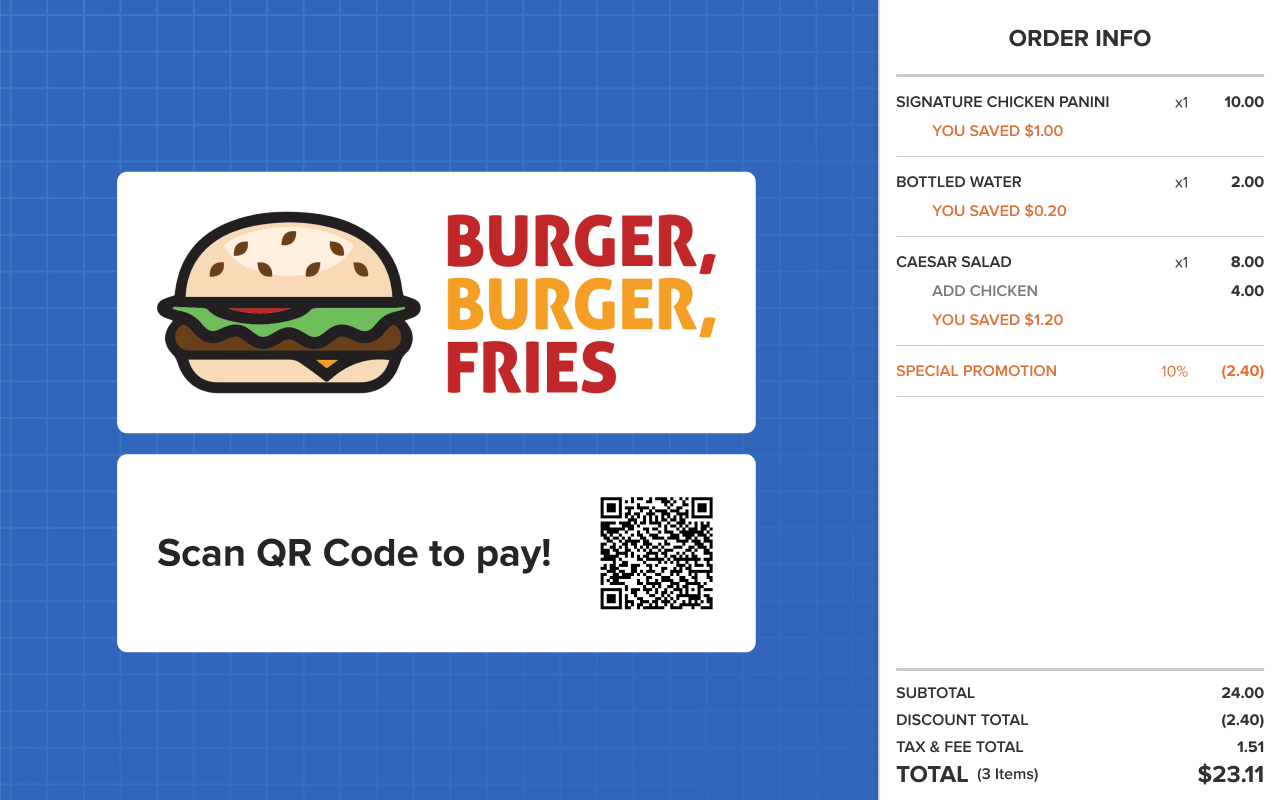 BURGER,
BURGER,
FRIES
Scan QR Code to pay!
ORDER INFO
SIGNATURE CHICKEN PANINI x1 10.00
YOU SAVED $1.00
BOTTLED WATER x1 2.00
YOU SAVED $0.20
CAESAR SALAD x1 8.00
ADD CHICKEN 4.00
YOU SAVED $1.20
SPECIAL PROMOTION 10% (2.40)
SUBTOTAL 24.00
DISCOUNT TOTAL (2.40)
TAX & FEE TOTAL 1.51
TOTAL (3 Items) $23.11